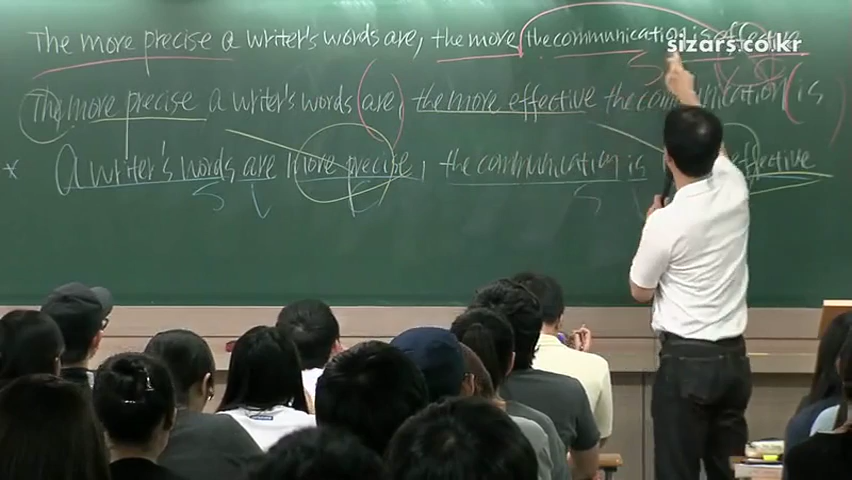 sizars.co.kr
The more precise a writer's words are, the more the communication is effective
The more precise a writer's words (are), the more effective the communication (is
* A writer's words are more precise, the communication is effective
S V C S